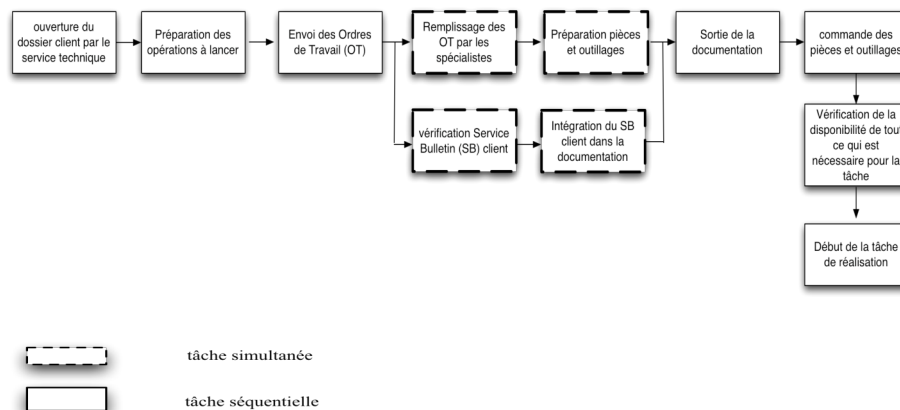 ouverture du
dossier client par le
service technique
Préparation des
opérations à lancer
Envoi des Ordres
de Travail (OT)
Remplissage des
OT par les
spécialistes
Préparation pièces
et outillages
Sortie de la
documentation
commande des
pièces et outillages
vérification Service
Bulletin (SB) client
Intégration du SB
client dans la
documentation
Vérification de la
disponibilité de tout
ce qui est
nécessaire pour la
tâche
Début de la tâche
de réalisation
tâche simultanée
tâche séquentielle